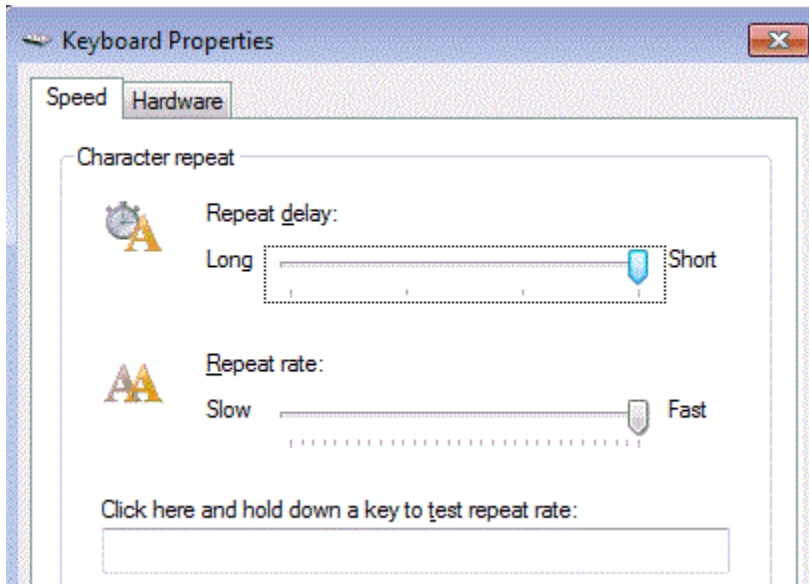 Keyboard Properties
Speed Hardware
Character repeat
Repeat delay:
Long Short
Repeat rate:
Slow Fast
Click here and hold down a key to test repeat rate: